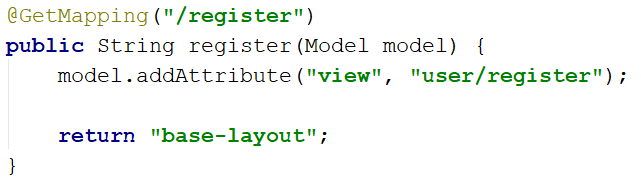 @GetMapping("/register")
public String register(Model model) {
    model.addAttribute("view", "user/register");

    return "base-layout";
}